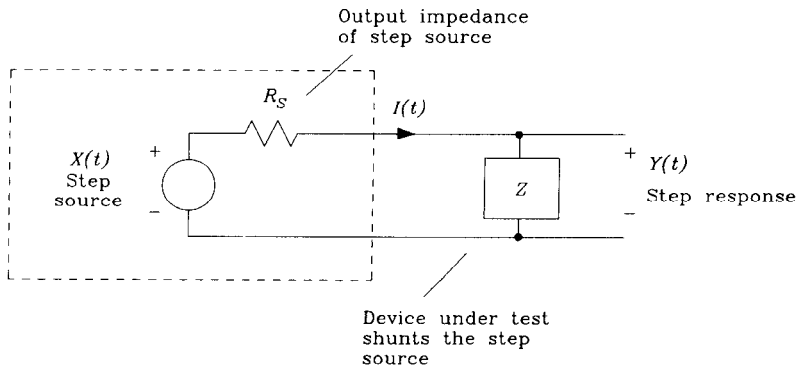 Output impedance
of step source
R_S
I(t)
X(t)
Step
source
+
−
Z
+
−
Y(t)
Step response
Device under test
shunts the step
source